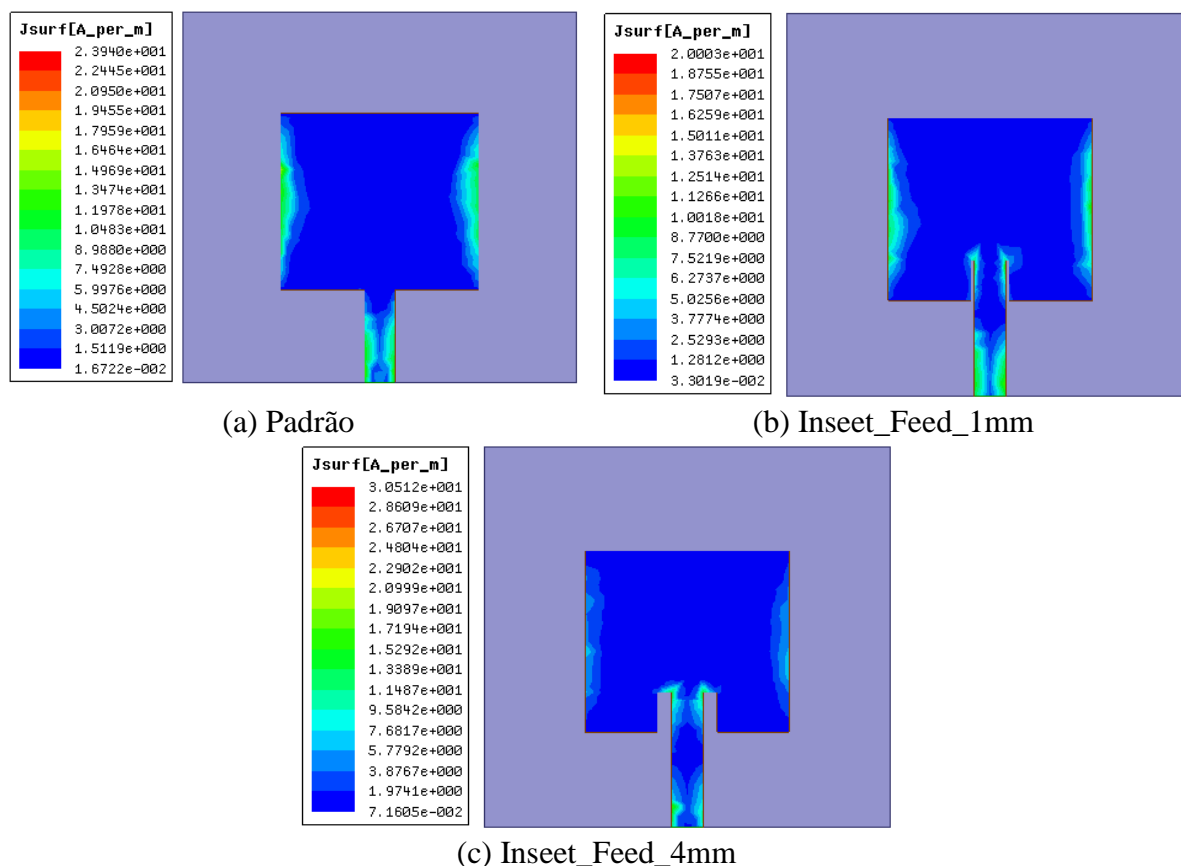 Jsurf[A_per_m]
2.3940e+001
2.2445e+001
2.0950e+001
1.9455e+001
1.7959e+001
1.6464e+001
1.4969e+001
1.3474e+001
1.1978e+001
1.0483e+001
8.9880e+000
7.4928e+000
5.9976e+000
4.5024e+000
3.0072e+000
1.5119e+000
1.6722e-002
(a) Padrão
Jsurf[A_per_m]
2.0003e+001
1.8755e+001
1.7507e+001
1.6259e+001
1.5011e+001
1.3763e+001
1.2514e+001
1.1266e+001
1.0018e+001
8.7700e+000
7.5219e+000
6.2737e+000
5.0256e+000
3.7774e+000
2.5293e+000
1.2812e+000
3.3019e-002
(b) Inseet_Feed_1mm
Jsurf[A_per_m]
3.0512e+001
2.8609e+001
2.6707e+001
2.4804e+001
2.2902e+001
2.0999e+001
1.9097e+001
1.7194e+001
1.5292e+001
1.3389e+001
1.1487e+001
9.5842e+000
7.6817e+000
5.7792e+000
3.8767e+000
1.9741e+000
7.1605e-002
(c) Inseet_Feed_4mm